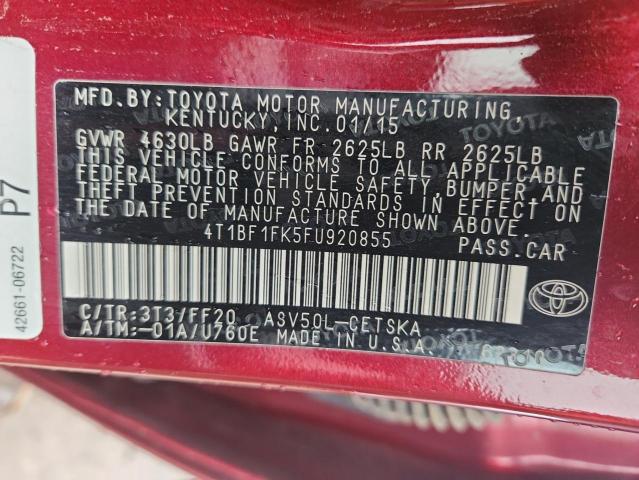 MFD.BY: TOYOTA MOTOR MANUFACTURING,
KENTUCKY, INC. 01/15
GVWR 4630LB GAWR FR 2625LB RR 2625LB
THIS VEHICLE CONFORMS TO ALL APPLICABLE
FEDERAL MOTOR VEHICLE SAFETY, BUMPER AND
THEFT PREVENTION STANDARDS IN EFFECT ON
THE DATE OF MANUFACTURE SHOWN ABOVE.
4T1BF1FK5FU920855 PASS.CAR
C/TR:3T3/FF20 ASV50L-CETSKA
A/TM:-01A/U760E MADE IN U.S.A.
P7
42661-06722